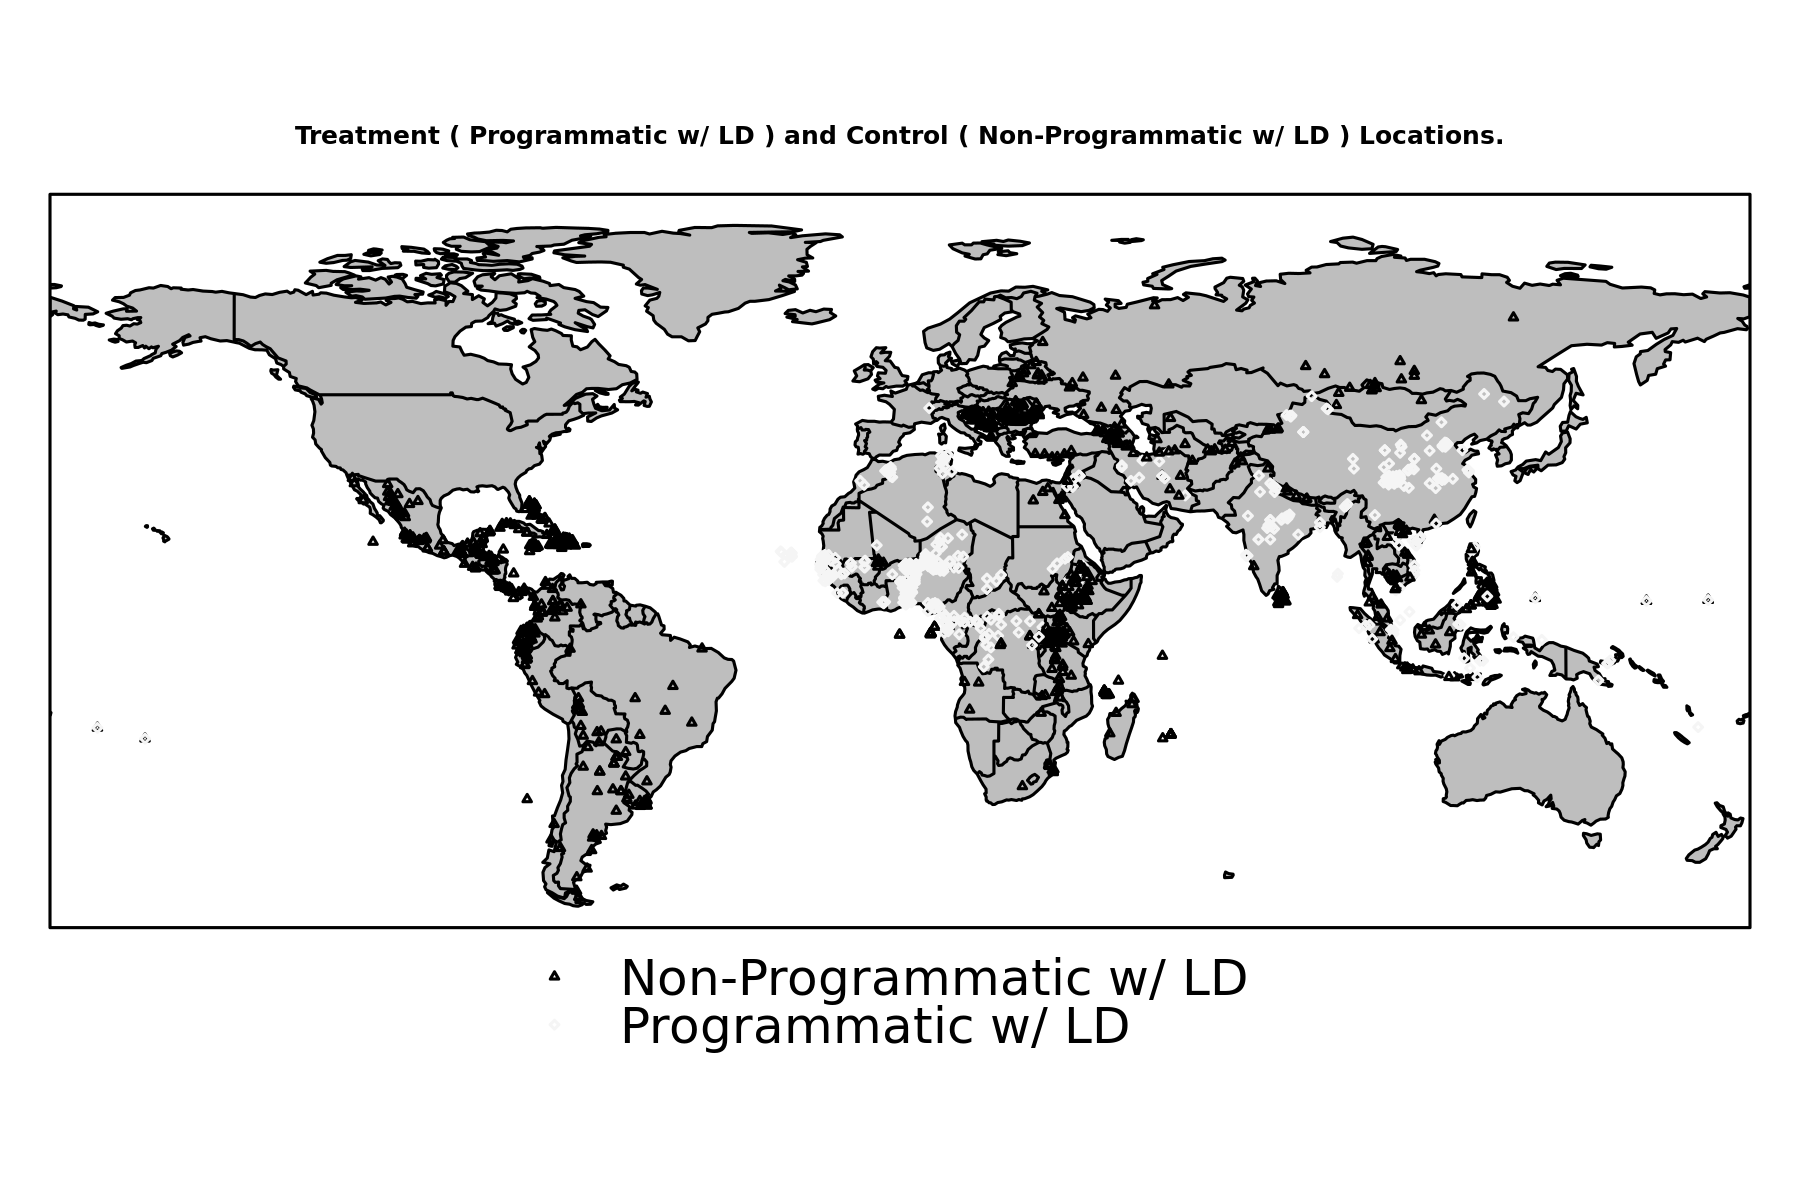 Treatment ( Programmatic w/ LD ) and Control ( Non-Programmatic w/ LD ) Locations.
Non-Programmatic w/ LD
Programmatic w/ LD